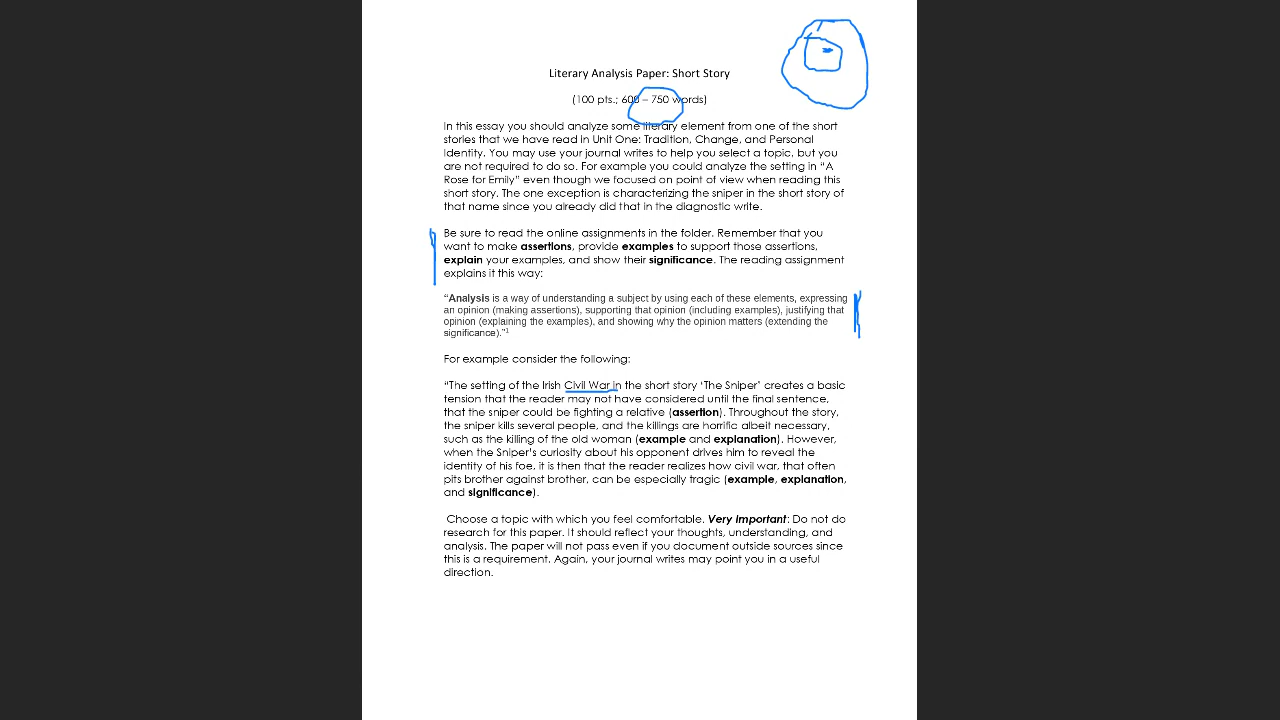 Literary Analysis Paper: Short Story
(100 pts.; 600 – 750 words)
In this essay you should analyze some literary element from one of the short
stories that we have read in Unit One: Tradition, Change, and Personal
Identity. You may use your journal writes to help you select a topic, but you
are not required to do so. For example you could analyze the setting in “A
Rose for Emily” even though we focused on point of view when reading this
short story. The one exception is characterizing the sniper in the short story of
that name since you already did that in the diagnostic write.
Be sure to read the online assignments in the folder. Remember that you
want to make assertions, provide examples to support those assertions,
explain your examples, and show their significance. The reading assignment
explains it this way:
“Analysis is a way of understanding a subject by using each of these elements, expressing
an opinion (making assertions), supporting that opinion (including examples), justifying that
opinion (explaining the examples), and showing why the opinion matters (extending the
significance).”1
For example consider the following:
“The setting of the Irish Civil War in the short story ‘The Sniper’ creates a basic
tension that the reader may not have considered until the final sentence,
that the sniper could be fighting a relative (assertion). Throughout the story,
the sniper kills several people, and the killings are horrific albeit necessary,
such as the killing of the old woman (example and explanation). However,
when the Sniper’s curiosity about his opponent drives him to reveal the
identity of his foe, it is then that the reader realizes how civil war, that often
pits brother against brother, can be especially tragic (example, explanation,
and significance).
Choose a topic with which you feel comfortable. Very Important: Do not do
research for this paper. It should reflect your thoughts, understanding, and
analysis. The paper will not pass even if you document outside sources since
this is a requirement. Again, your journal writes may point you in a useful
direction.